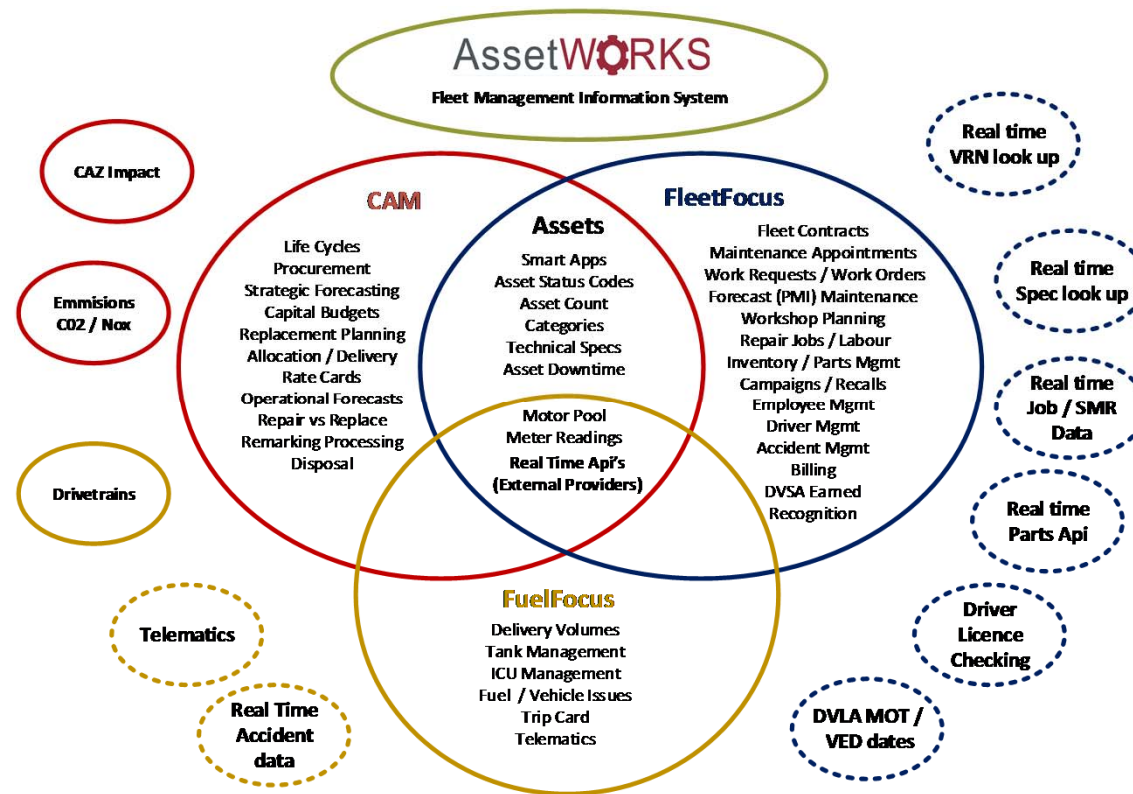 AssetWORKS
Fleet Management Information System
CAZ Impact
Emmisions
C02 / Nox
Drivetrains
Telematics
Real Time
Accident
data
CAM
Life Cycles
Procurement
Strategic Forecasting
Capital Budgets
Replacement Planning
Allocation / Delivery
Rate Cards
Operational Forecasts
Repair vs Replace
Remarking Processing
Disposal
Assets
Smart Apps
Asset Status Codes
Asset Count
Categories
Technical Specs
Asset Downtime
Motor Pool
Meter Readings
Real Time Api's
(External Providers)
FleetFocus
Fleet Contracts
Maintenance Appointments
Work Requests / Work Orders
Forecast (PMI) Maintenance
Workshop Planning
Repair Jobs / Labour
Inventory / Parts Mgmt
Campaigns / Recalls
Employee Mgmt
Driver Mgmt
Accident Mgmt
Billing
DVSA Earned
Recognition
FuelFocus
Delivery Volumes
Tank Management
ICU Management
Fuel / Vehicle Issues
Trip Card
Telematics
Real time
VRN look up
Real time
Spec look up
Real time
Job / SMR
Data
Real time
Parts Api
Driver
Licence
Checking
DVLA MOT /
VED dates